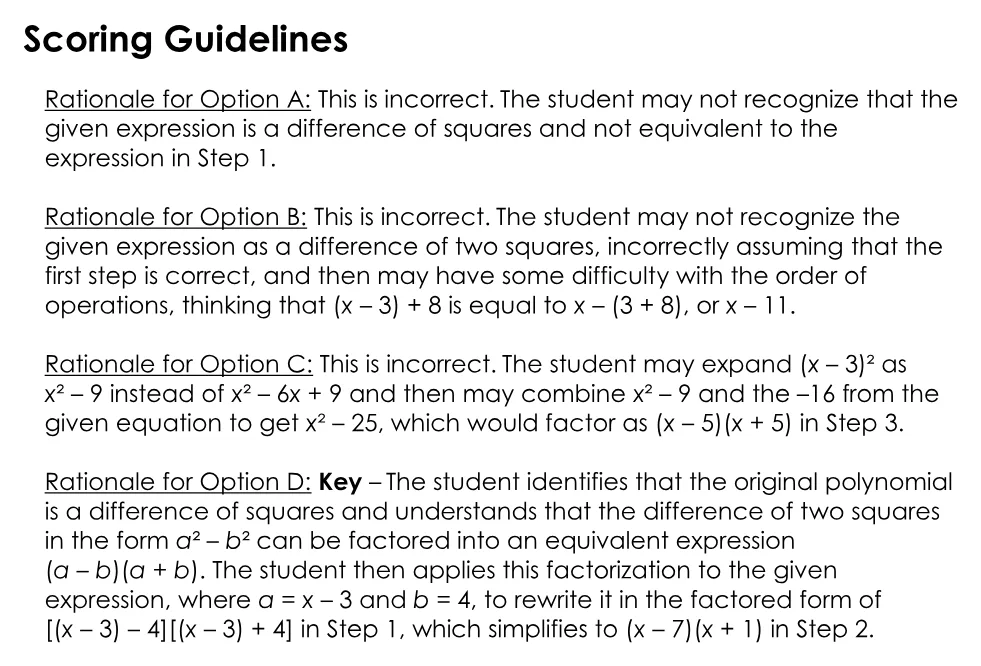 Scoring Guidelines
Rationale for Option A: This is incorrect. The student may not recognize that the
given expression is a difference of squares and not equivalent to the
expression in Step 1.
Rationale for Option B: This is incorrect. The student may not recognize the
given expression as a difference of two squares, incorrectly assuming that the
first step is correct, and then may have some difficulty with the order of
operations, thinking that (x – 3) + 8 is equal to x – (3 + 8), or x – 11.
Rationale for Option C: This is incorrect. The student may expand (x – 3)² as
x² – 9 instead of x² – 6x + 9 and then may combine x² – 9 and the –16 from the
given equation to get x² – 25, which would factor as (x – 5)(x + 5) in Step 3.
Rationale for Option D: Key – The student identifies that the original polynomial
is a difference of squares and understands that the difference of two squares
in the form a² – b² can be factored into an equivalent expression
(a – b)(a + b). The student then applies this factorization to the given
expression, where a = x – 3 and b = 4, to rewrite it in the factored form of
[(x – 3) – 4][(x – 3) + 4] in Step 1, which simplifies to (x – 7)(x + 1) in Step 2.